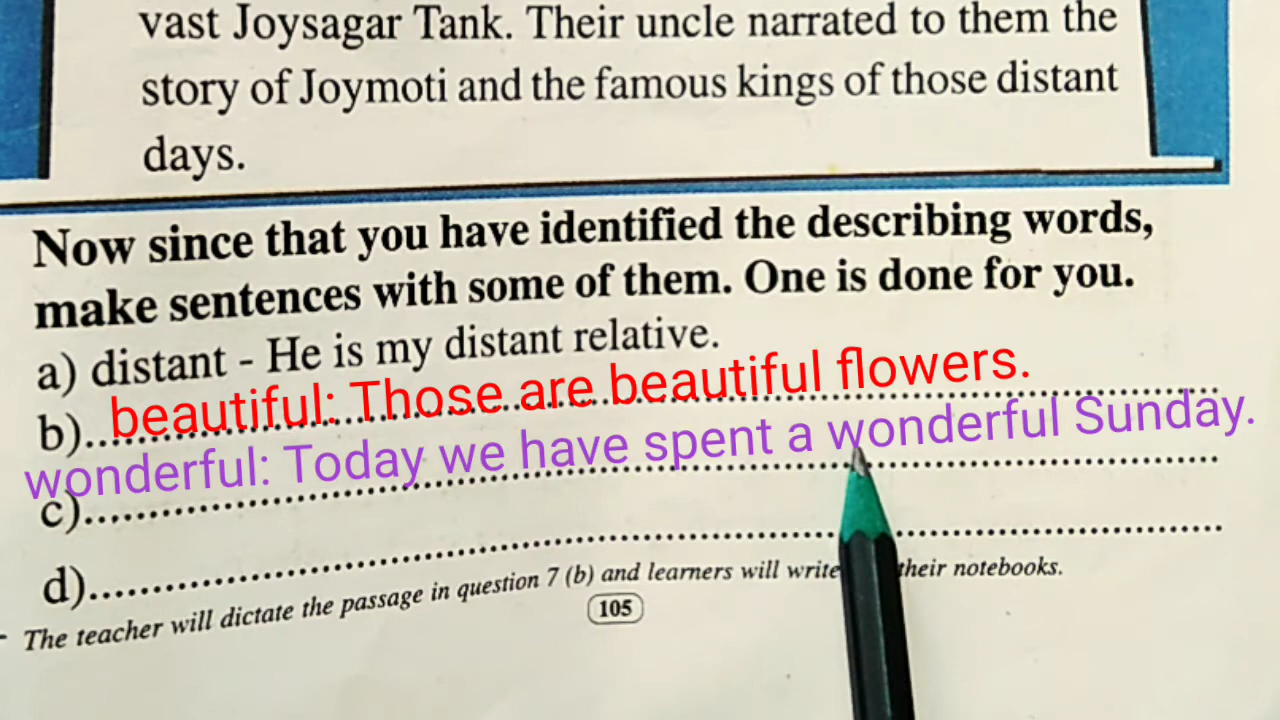 vast Joysagar Tank. Their uncle narrated to them the
story of Joymoti and the famous kings of those distant
days.
Now since that you have identified the describing words,
make sentences with some of them. One is done for you.
a) distant - He is my distant relative.
b) beautiful: Those are beautiful flowers.
wonderful: Today we have spent a wonderful Sunday.
c)
d)
The teacher will dictate the passage in question 7 (b) and learners will write their notebooks.
105